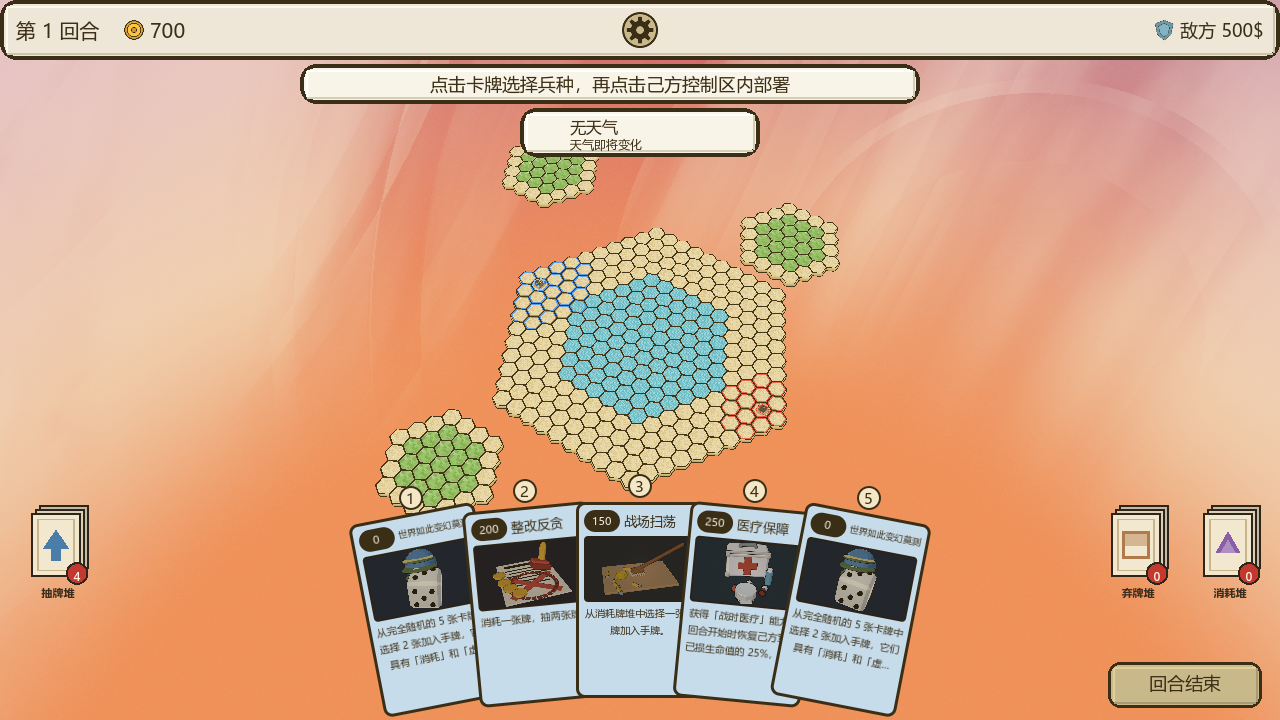 第 1 回合
700
敌方 500$
点击卡牌选择兵种，再点击己方控制区内部署
无天气
天气即将变化
1
0
世界如此变幻莫
从完全随机的 5 张卡
选择 2 张加入手牌，
具有「消耗」和「虚
2
200
整改反贪
消耗一张牌，抽两张
3
150
战场扫荡
从消耗牌堆中选择一张
牌加入手牌。
4
250
医疗保障
获得「战时医疗」能
回合开始时恢复己方
已损生命值的 25%。
5
0
世界如此变幻莫测
从完全随机的 5 张卡牌中
选择 2 张加入手牌，它们
具有「消耗」和「虚...
4
抽牌堆
0
弃牌堆
0
消耗堆
回合结束